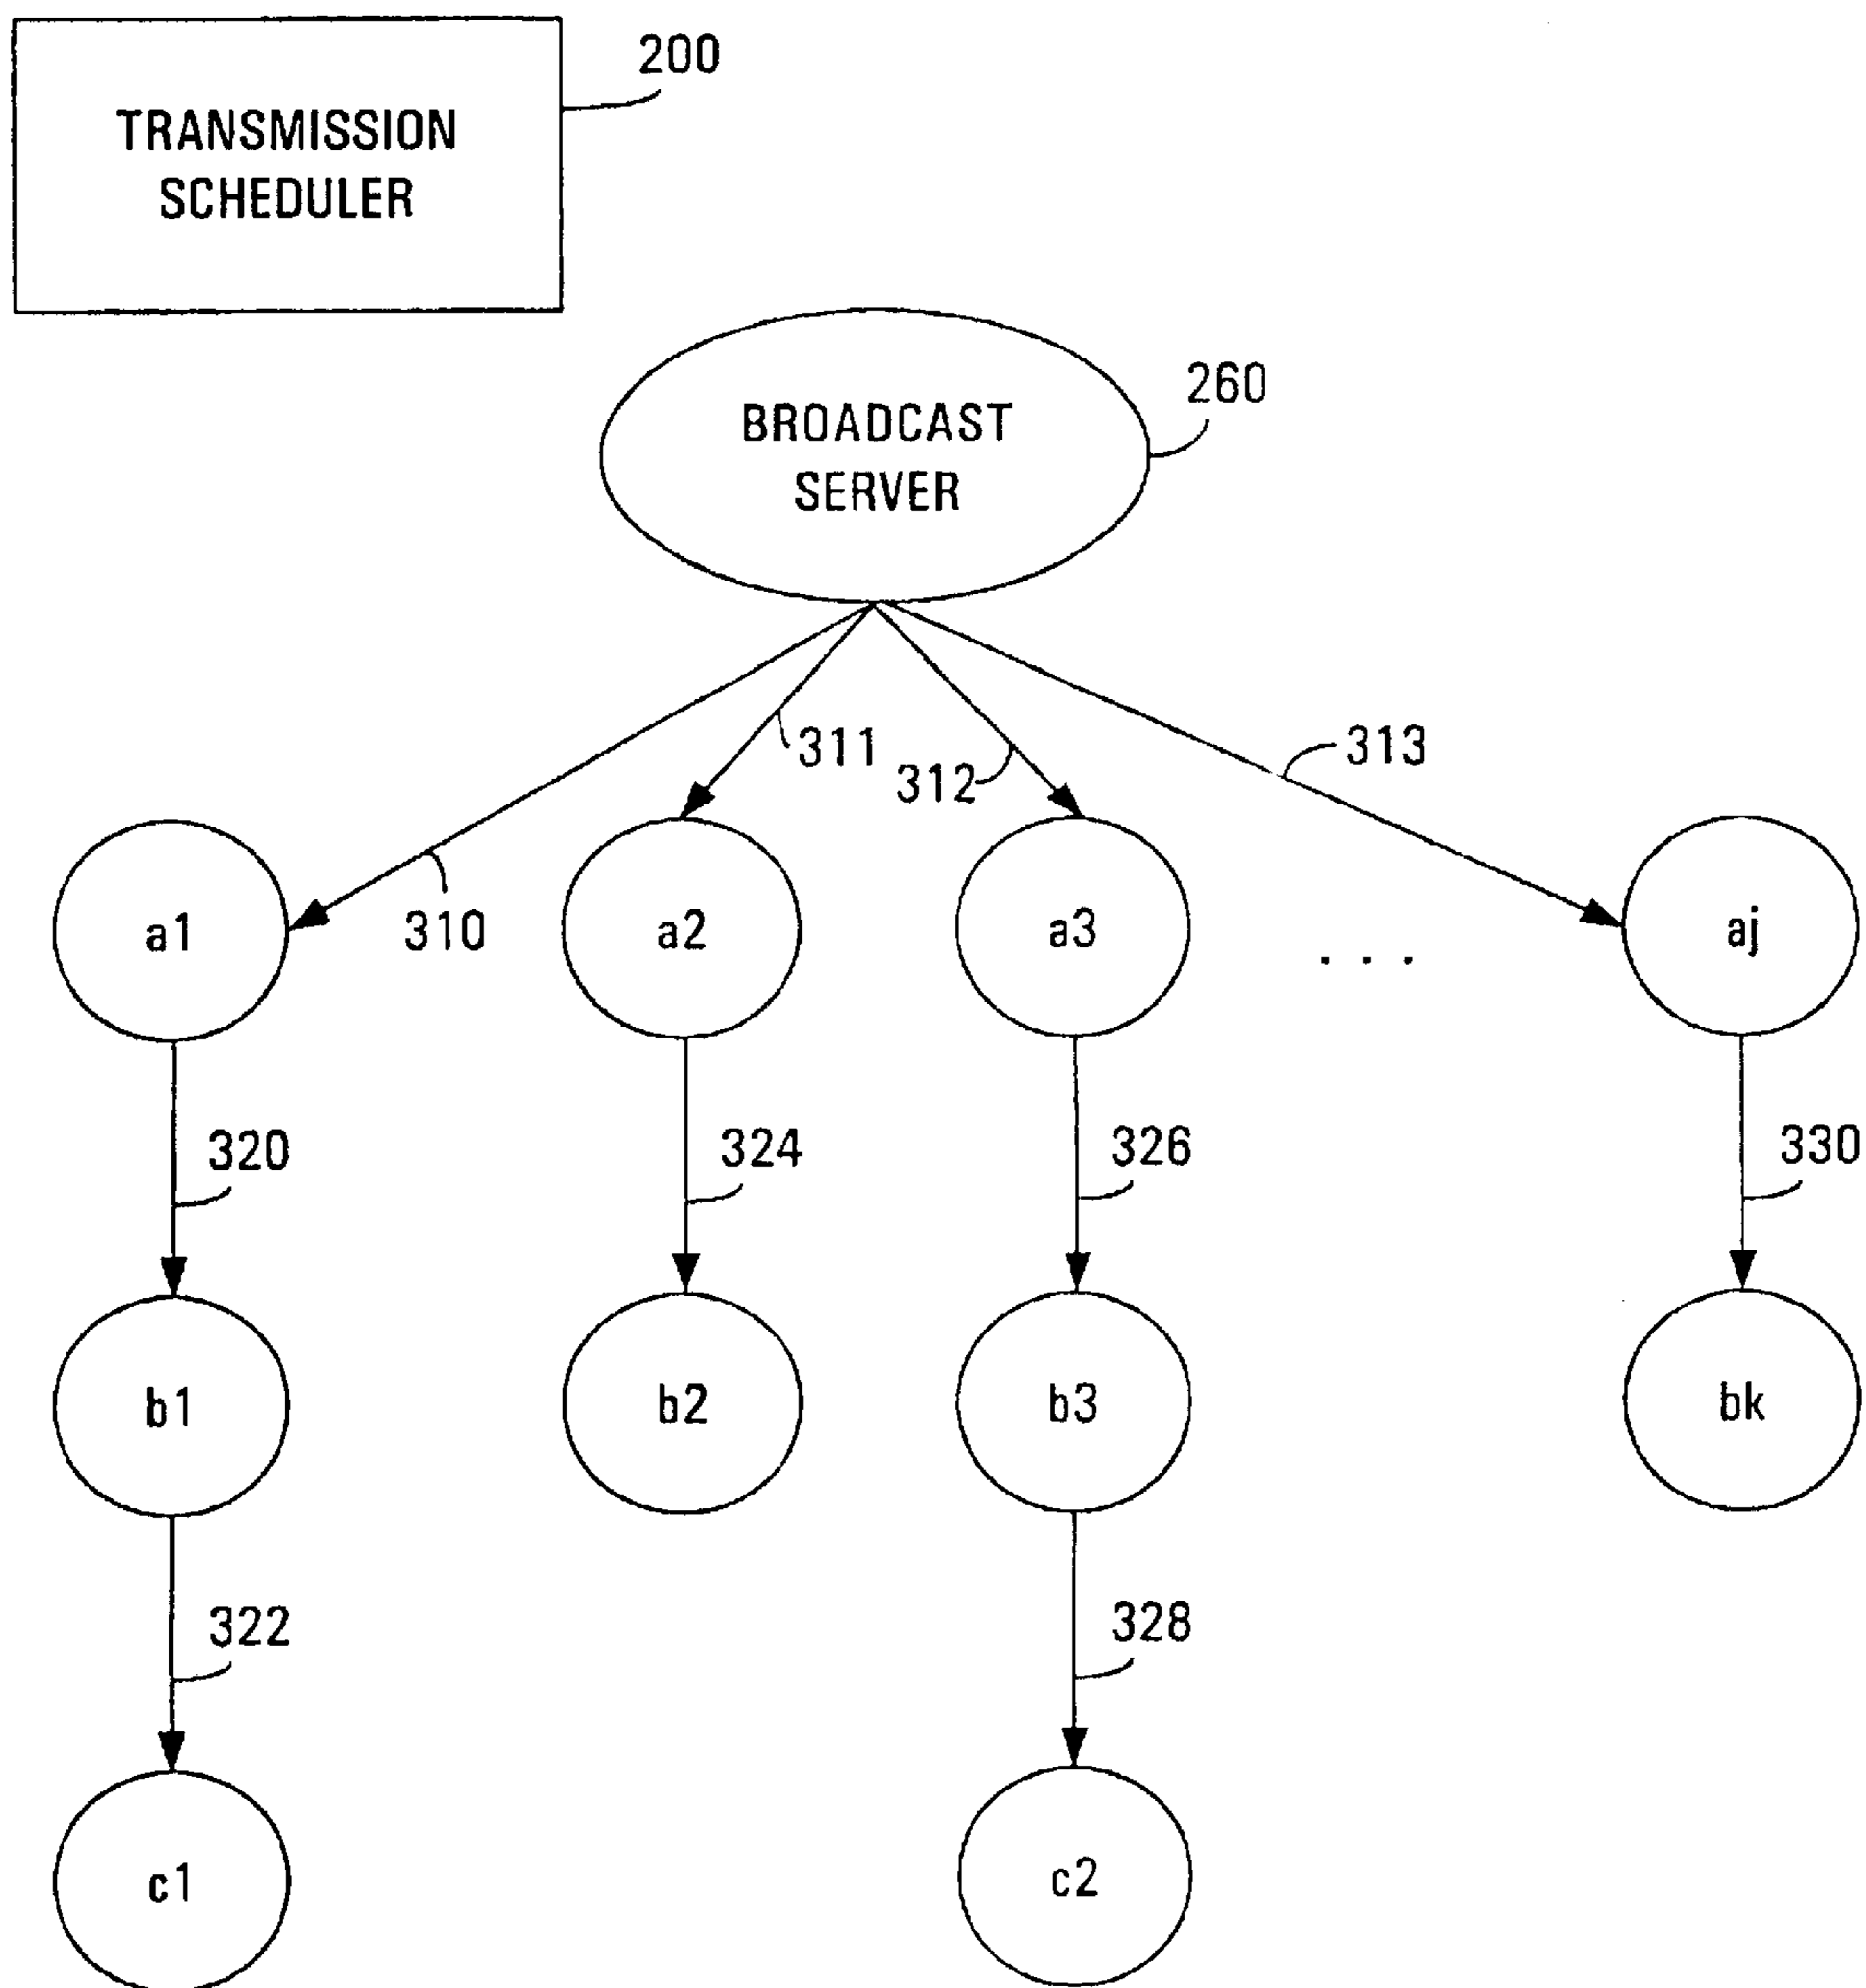 200
TRANSMISSION
SCHEDULER
260
BROADCAST
SERVER
311
312
313
310
a1
a2
a3
. . .
aj
320
324
326
330
b1
b2
b3
bk
322
328
c1
c2